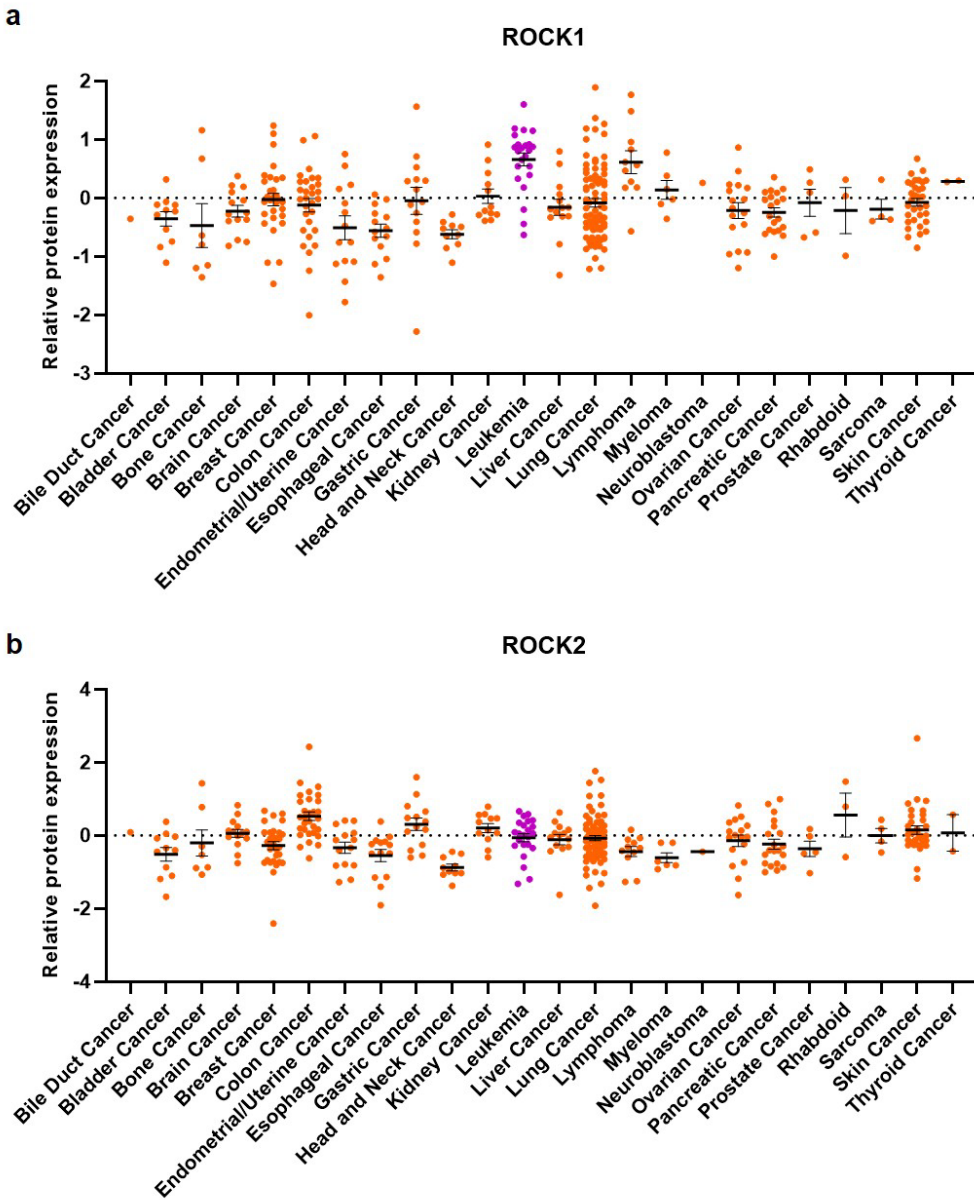 a
ROCK1
Relative protein expression
2
1
0
-1
-2
-3
Bile Duct Cancer
Bladder Cancer
Bone Cancer
Brain Cancer
Breast Cancer
Colon Cancer
Endometrial/Uterine Cancer
Esophageal Cancer
Gastric Cancer
Head and Neck Cancer
Kidney Cancer
Leukemia
Liver Cancer
Lung Cancer
Lymphoma
Myeloma
Neuroblastoma
Ovarian Cancer
Pancreatic Cancer
Prostate Cancer
Rhabdoid
Sarcoma
Skin Cancer
Thyroid Cancer
b
ROCK2
Relative protein expression
4
2
0
-2
-4
Bile Duct Cancer
Bladder Cancer
Bone Cancer
Brain Cancer
Breast Cancer
Colon Cancer
Endometrial/Uterine Cancer
Esophageal Cancer
Gastric Cancer
Head and Neck Cancer
Kidney Cancer
Leukemia
Liver Cancer
Lung Cancer
Lymphoma
Myeloma
Neuroblastoma
Ovarian Cancer
Pancreatic Cancer
Prostate Cancer
Rhabdoid
Sarcoma
Skin Cancer
Thyroid Cancer